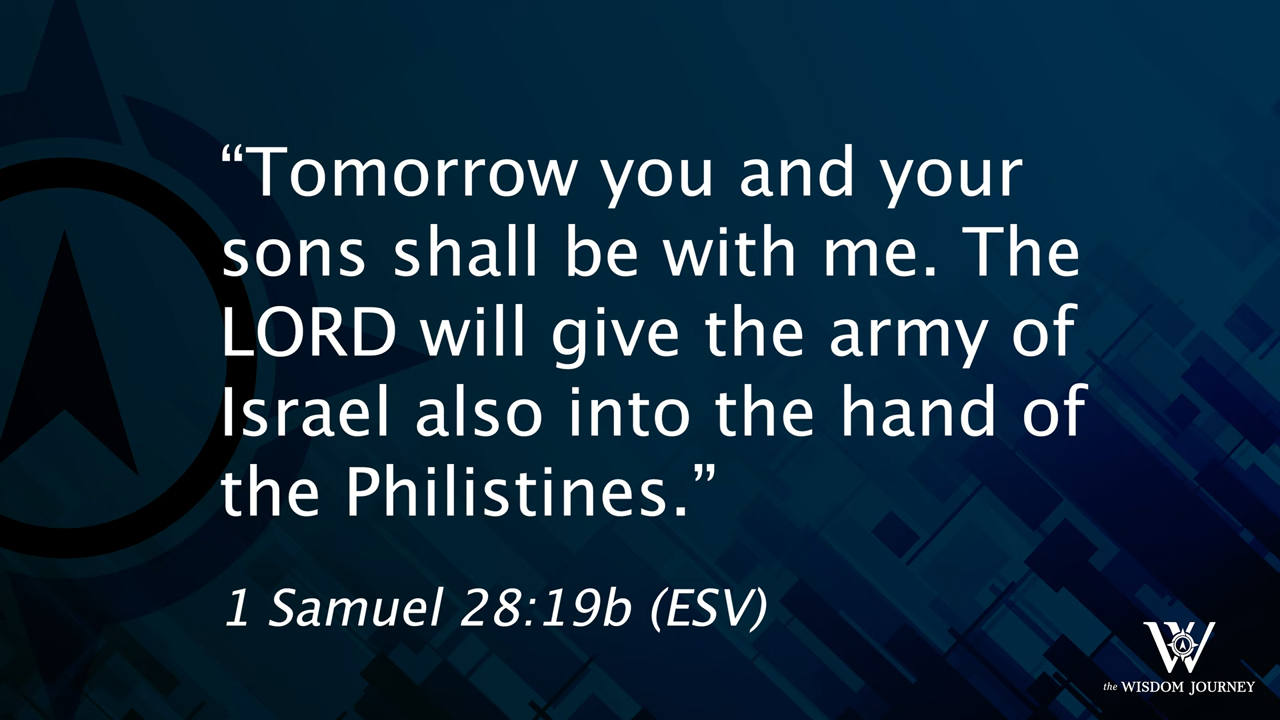 “Tomorrow you and your
sons shall be with me. The
LORD will give the army of
Israel also into the hand of
the Philistines.”
1 Samuel 28:19b (ESV)
W
the WISDOM JOURNEY